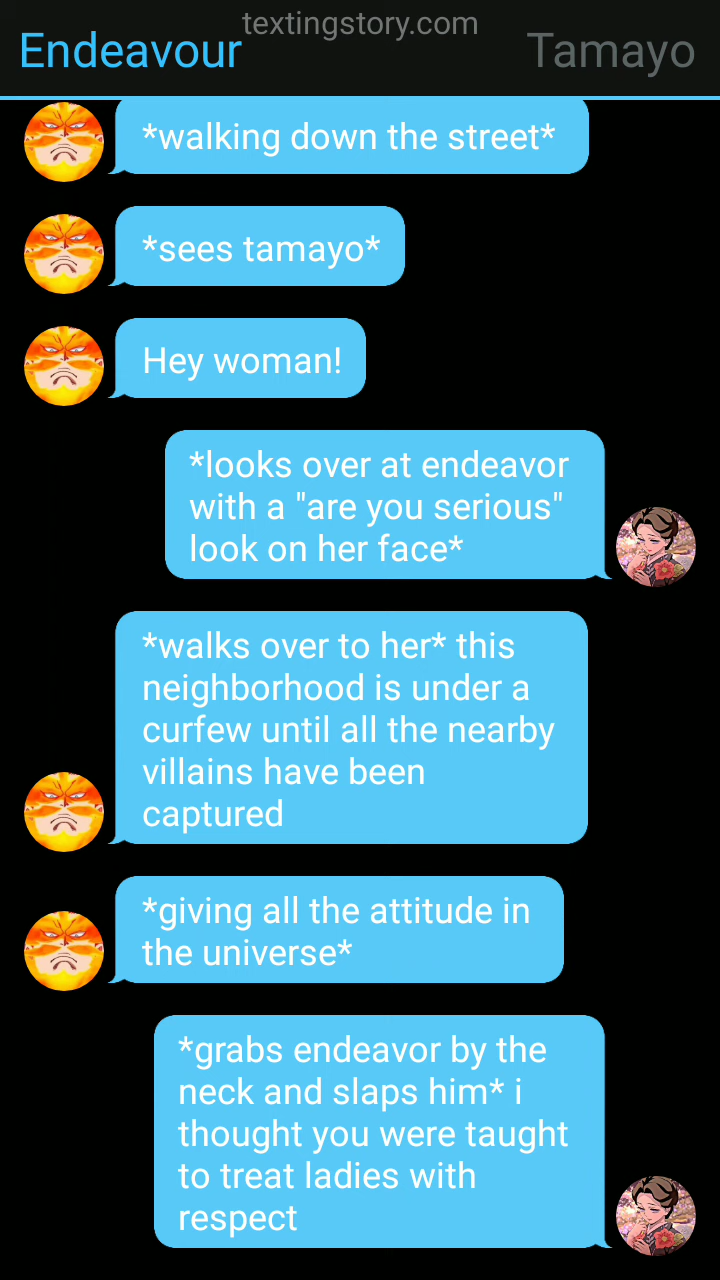 textingstory.com
Endeavour
Tamayo
*walking down the street*
*sees tamayo*
Hey woman!
*looks over at endeavor
with a "are you serious"
look on her face*
*walks over to her* this
neighborhood is under a
curfew until all the nearby
villains have been
captured
*giving all the attitude in
the universe*
*grabs endeavor by the
neck and slaps him* i
thought you were taught
to treat ladies with
respect